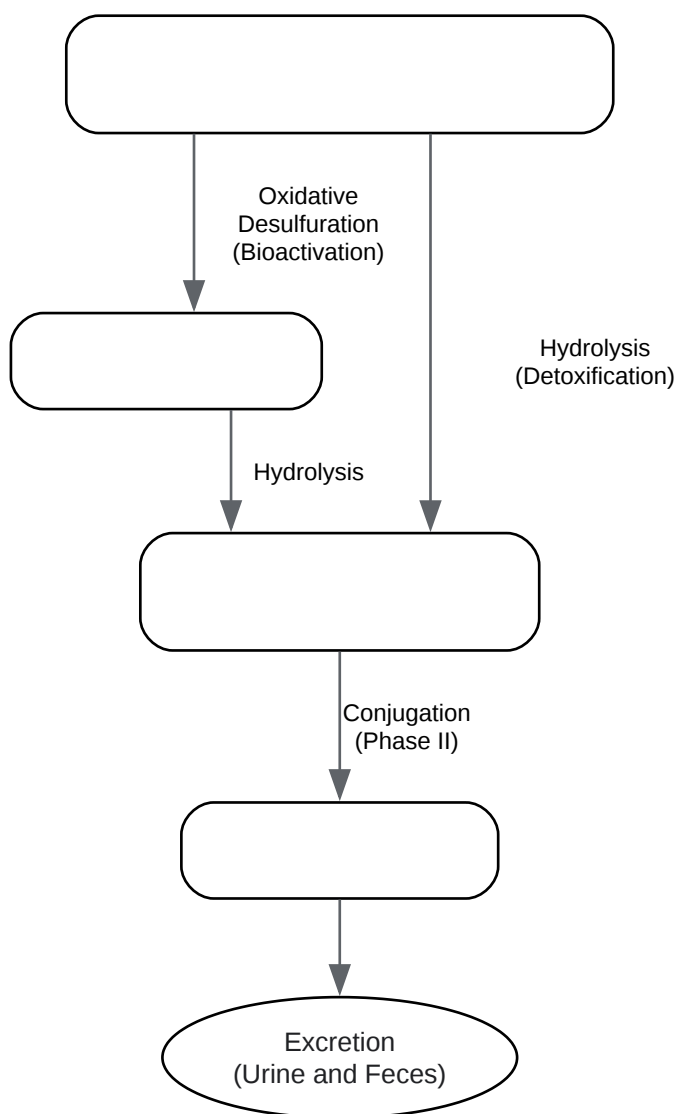 Oxidative
Desulfuration
(Bioactivation)
Hydrolysis
(Detoxification)
Hydrolysis
Conjugation
(Phase II)
Excretion
(Urine and Feces)